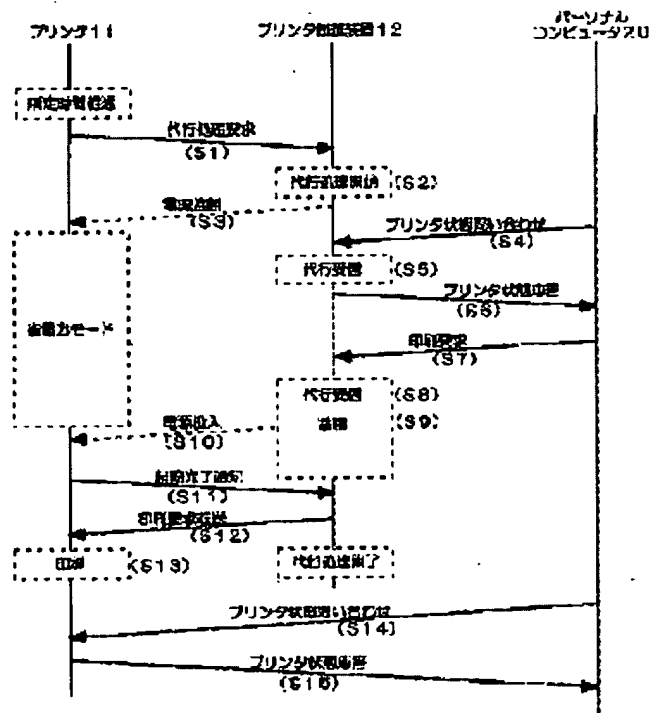 パーソナル
プリンタ11
プリンタ制御装置12
コンピュータ20
所定時間経過
代行処理要求
(S1)
代行処理開始
(S2)
電源遮断
(S3)
プリンタ状態問い合わせ
(S4)
代行受信
(S5)
プリンタ状態応答
(S6)
省電力モード
印刷要求
(S7)
代行受信
(S8)
(S9)
電源投入
(S10)
起動完了通知
(S11)
印刷要求転送
(S12)
印刷
(S13)
代行処理終了
プリンタ状態問い合わせ
(S14)
プリンタ状態応答
(S15)